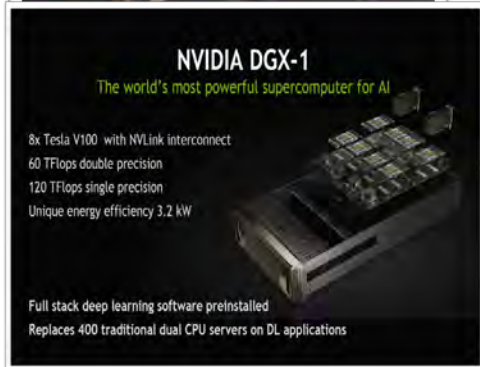 NVIDIA DGX-1
The world's most powerful supercomputer for AI
8x Tesla V100 with NVLink interconnect
60 TFlops double precision
120 TFlops single precision
Unique energy efficiency 3.2 kW
Full stack deep learning software preinstalled
Replaces 400 traditional dual CPU servers on DL applications